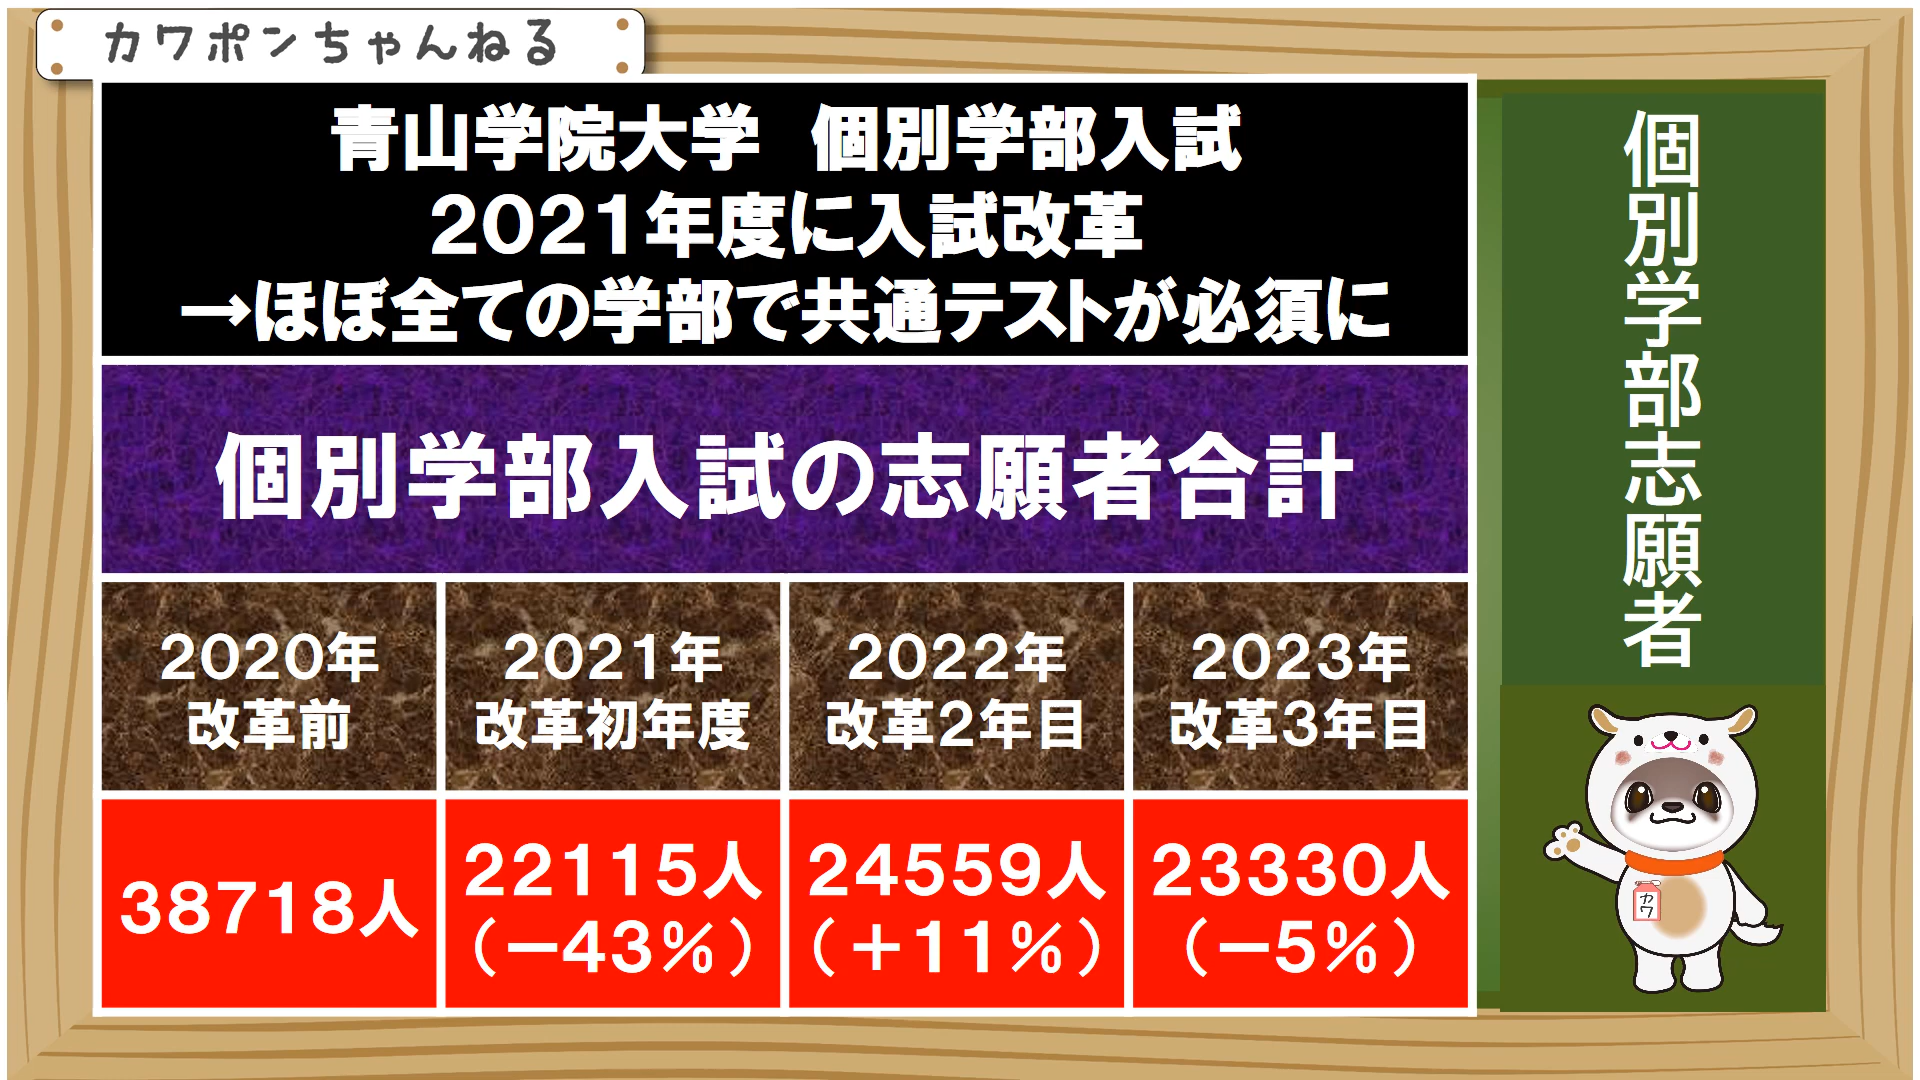 カワポンちゃんねる
青山学院大学　個別学部入試
2021年度に入試改革
→ほぼ全ての学部で共通テストが必須に
個別学部入試の志願者合計
2020年
改革前
2021年
改革初年度
2022年
改革2年目
2023年
改革3年目
38718人
22115人
（－43％）
24559人
（＋11％）
23330人
（－5％）
個別学部志願者
カワ